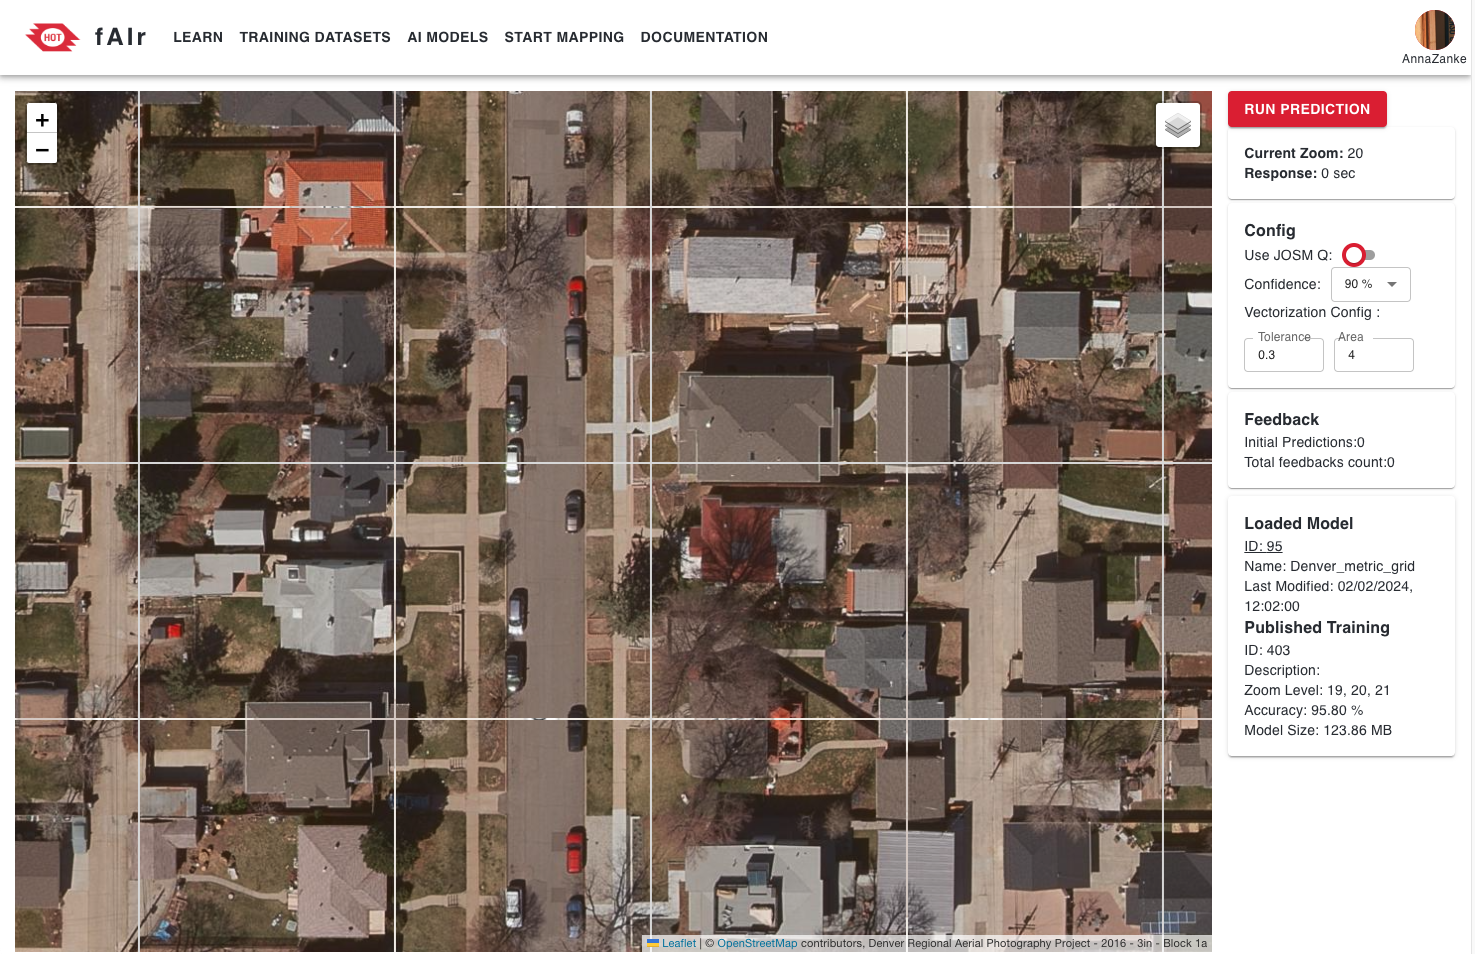 HOT
fAIr
LEARN
TRAINING DATASETS
AI MODELS
START MAPPING
DOCUMENTATION
AnnaZanke
+
−
RUN PREDICTION
Current Zoom: 20
Response: 0 sec
Config
Use JOSM Q:
Confidence: 90 %
Vectorization Config :
Tolerance Area
0.3 4
Feedback
Initial Predictions:0
Total feedbacks count:0
Loaded Model
ID: 95
Name: Denver_metric_grid
Last Modified: 02/02/2024,
12:02:00
Published Training
ID: 403
Description:
Zoom Level: 19, 20, 21
Accuracy: 95.80 %
Model Size: 123.86 MB
Leaflet | © OpenStreetMap contributors, Denver Regional Aerial Photography Project - 2016 - 3in - Block 1a